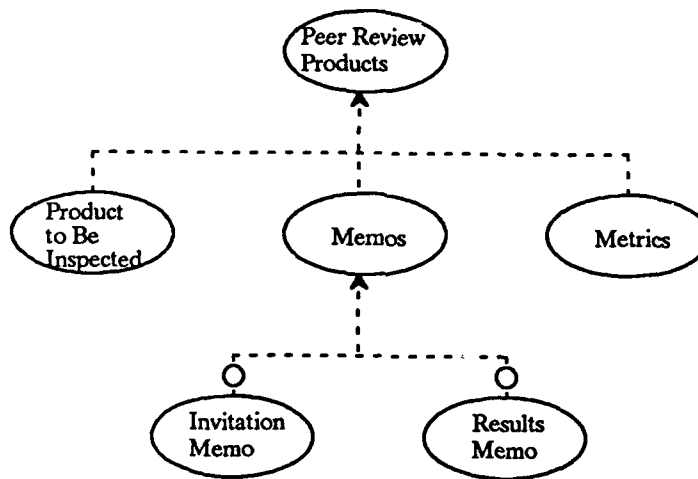 Peer Review
Products
Product
to Be
Inspected
Memos
Metrics
Invitation
Memo
Results
Memo